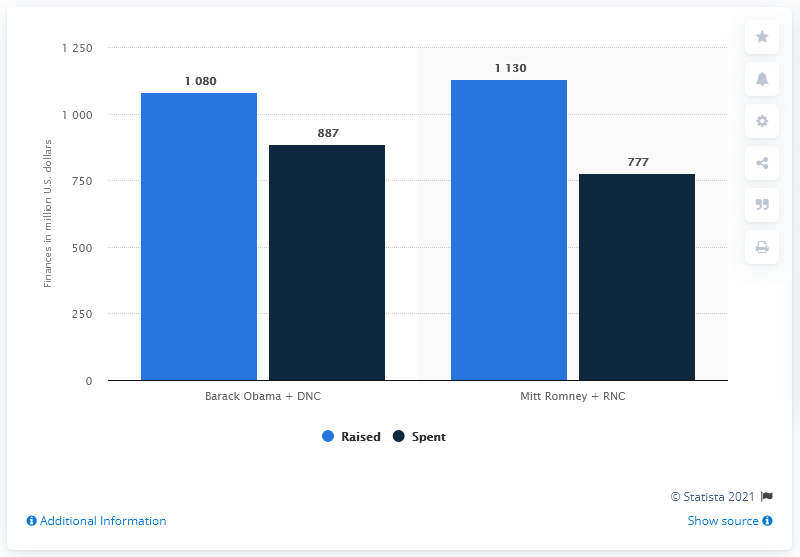 Finances in million U.S. dollars
1 250
1 000
750
500
250
0
1 080
887
1 130
777
Barack Obama + DNC
Mitt Romney + RNC
Raised
Spent
© Statista 2021
Additional Information
Show source